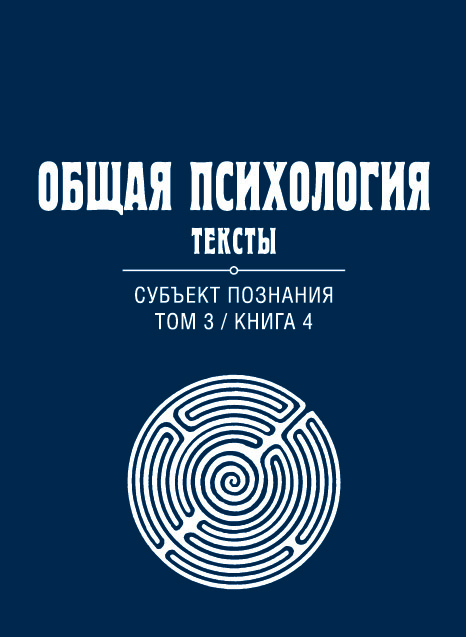 ОБЩАЯ ПСИХОЛОГИЯ
ТЕКСТЫ
СУБЪЕКТ ПОЗНАНИЯ
ТОМ 3 / КНИГА 4